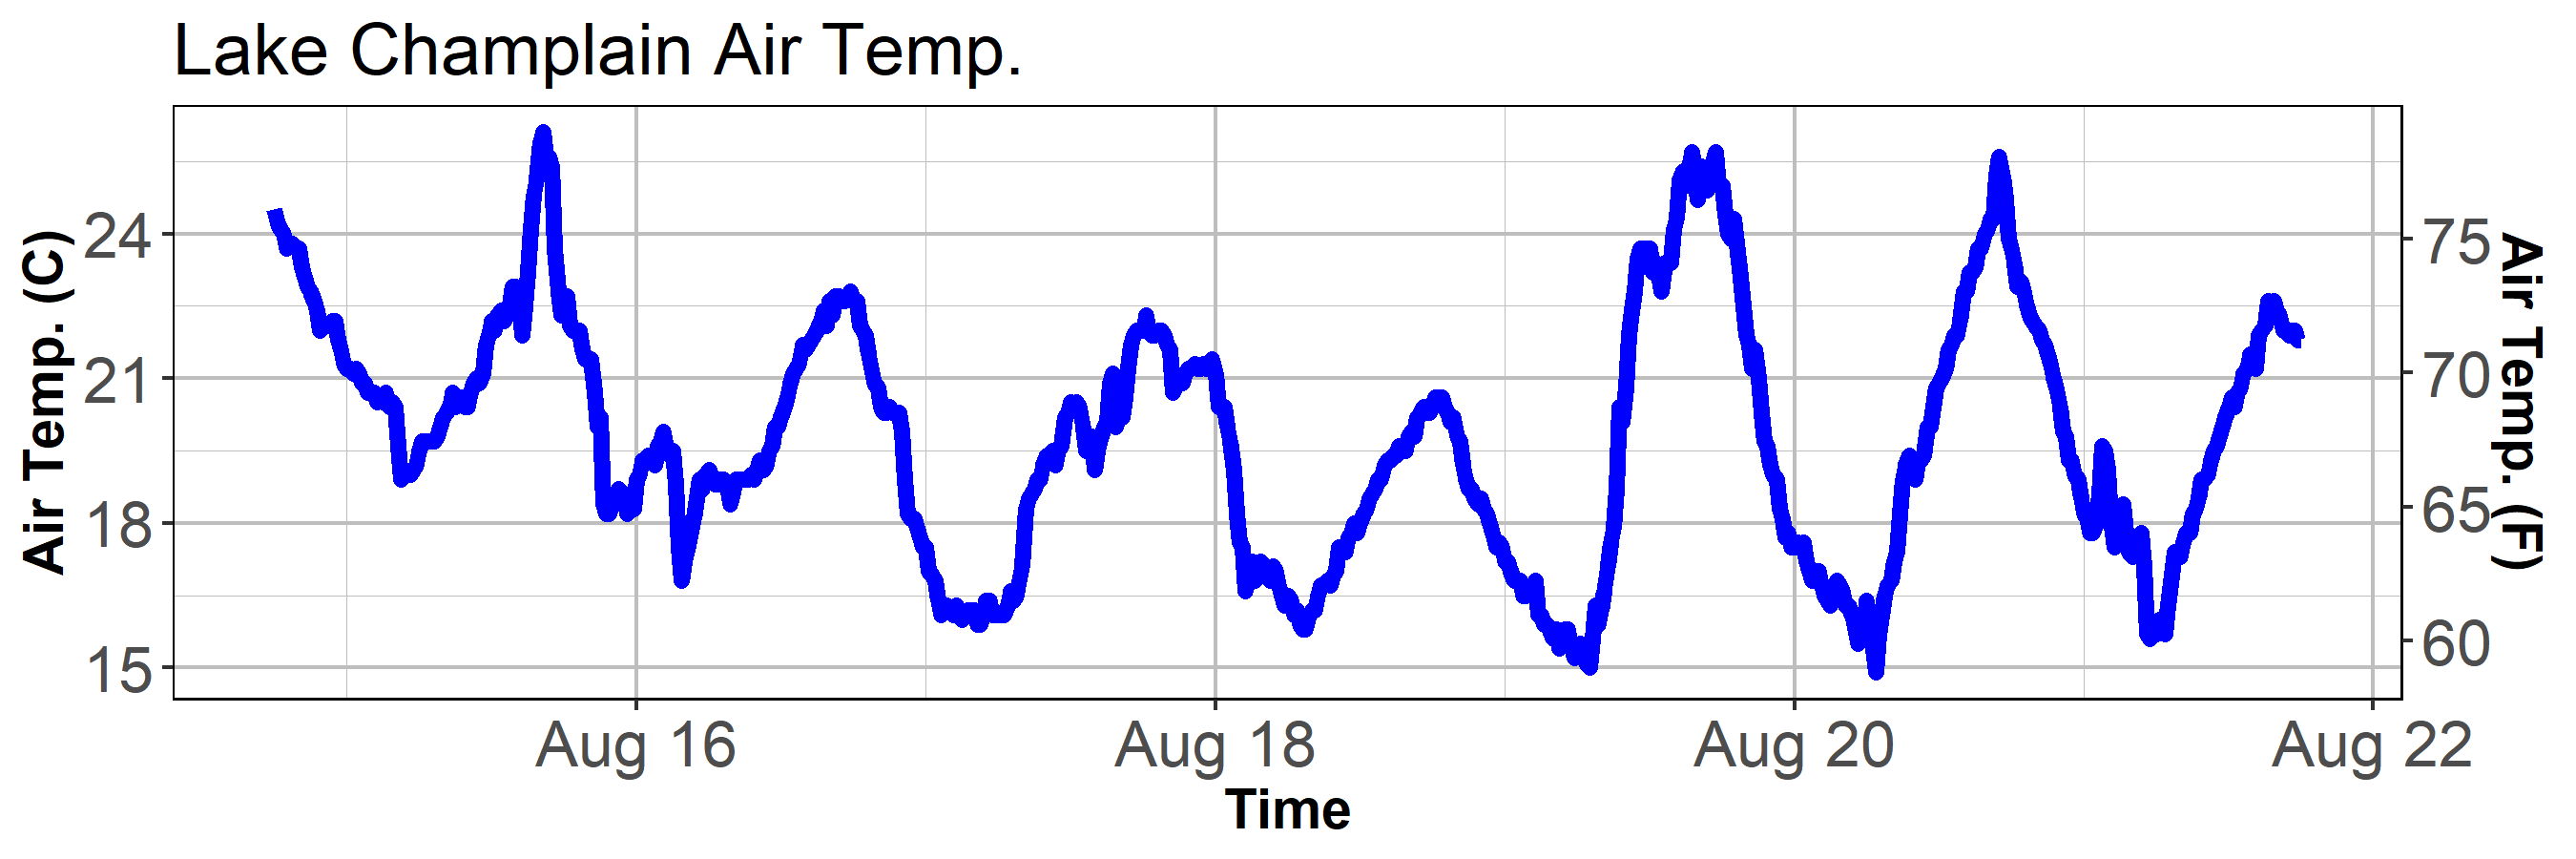 Lake Champlain Air Temp.
Air Temp. (C)
24
21
18
15
75
70
65
60
Air Temp. (F)
Aug 16
Aug 18
Aug 20
Aug 22
Time